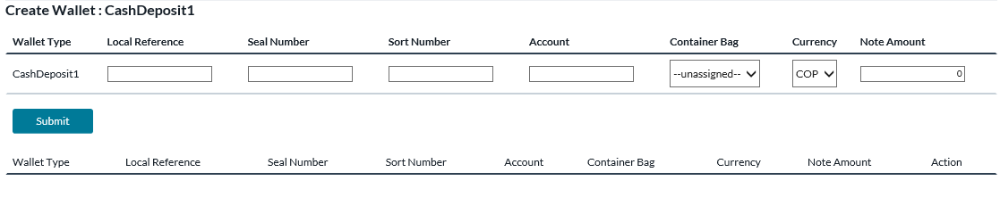 Create Wallet : CashDeposit1
Wallet Type Local Reference Seal Number Sort Number Account Container Bag Currency Note Amount
CashDeposit1 --unassigned-- COP 0
Submit
Wallet Type Local Reference Seal Number Sort Number Account Container Bag Currency Note Amount Action